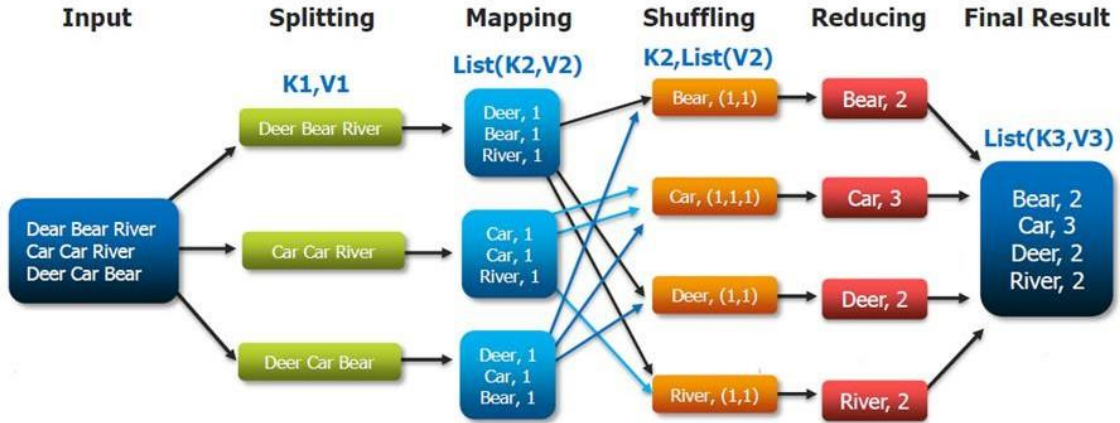 Input
Splitting
Mapping
Shuffling
Reducing
Final Result
K1,V1
List(K2,V2)
K2,List(V2)
List(K3,V3)
Dear Bear River
Car Car River
Deer Car Bear
Deer Bear River
Car Car River
Deer Car Bear
Deer, 1
Bear, 1
River, 1
Car, 1
Car, 1
River, 1
Deer, 1
Car, 1
Bear, 1
Bear, (1,1)
Car, (1,1,1)
Deer, (1,1)
River, (1,1)
Bear, 2
Car, 3
Deer, 2
River, 2
Bear, 2
Car, 3
Deer, 2
River, 2